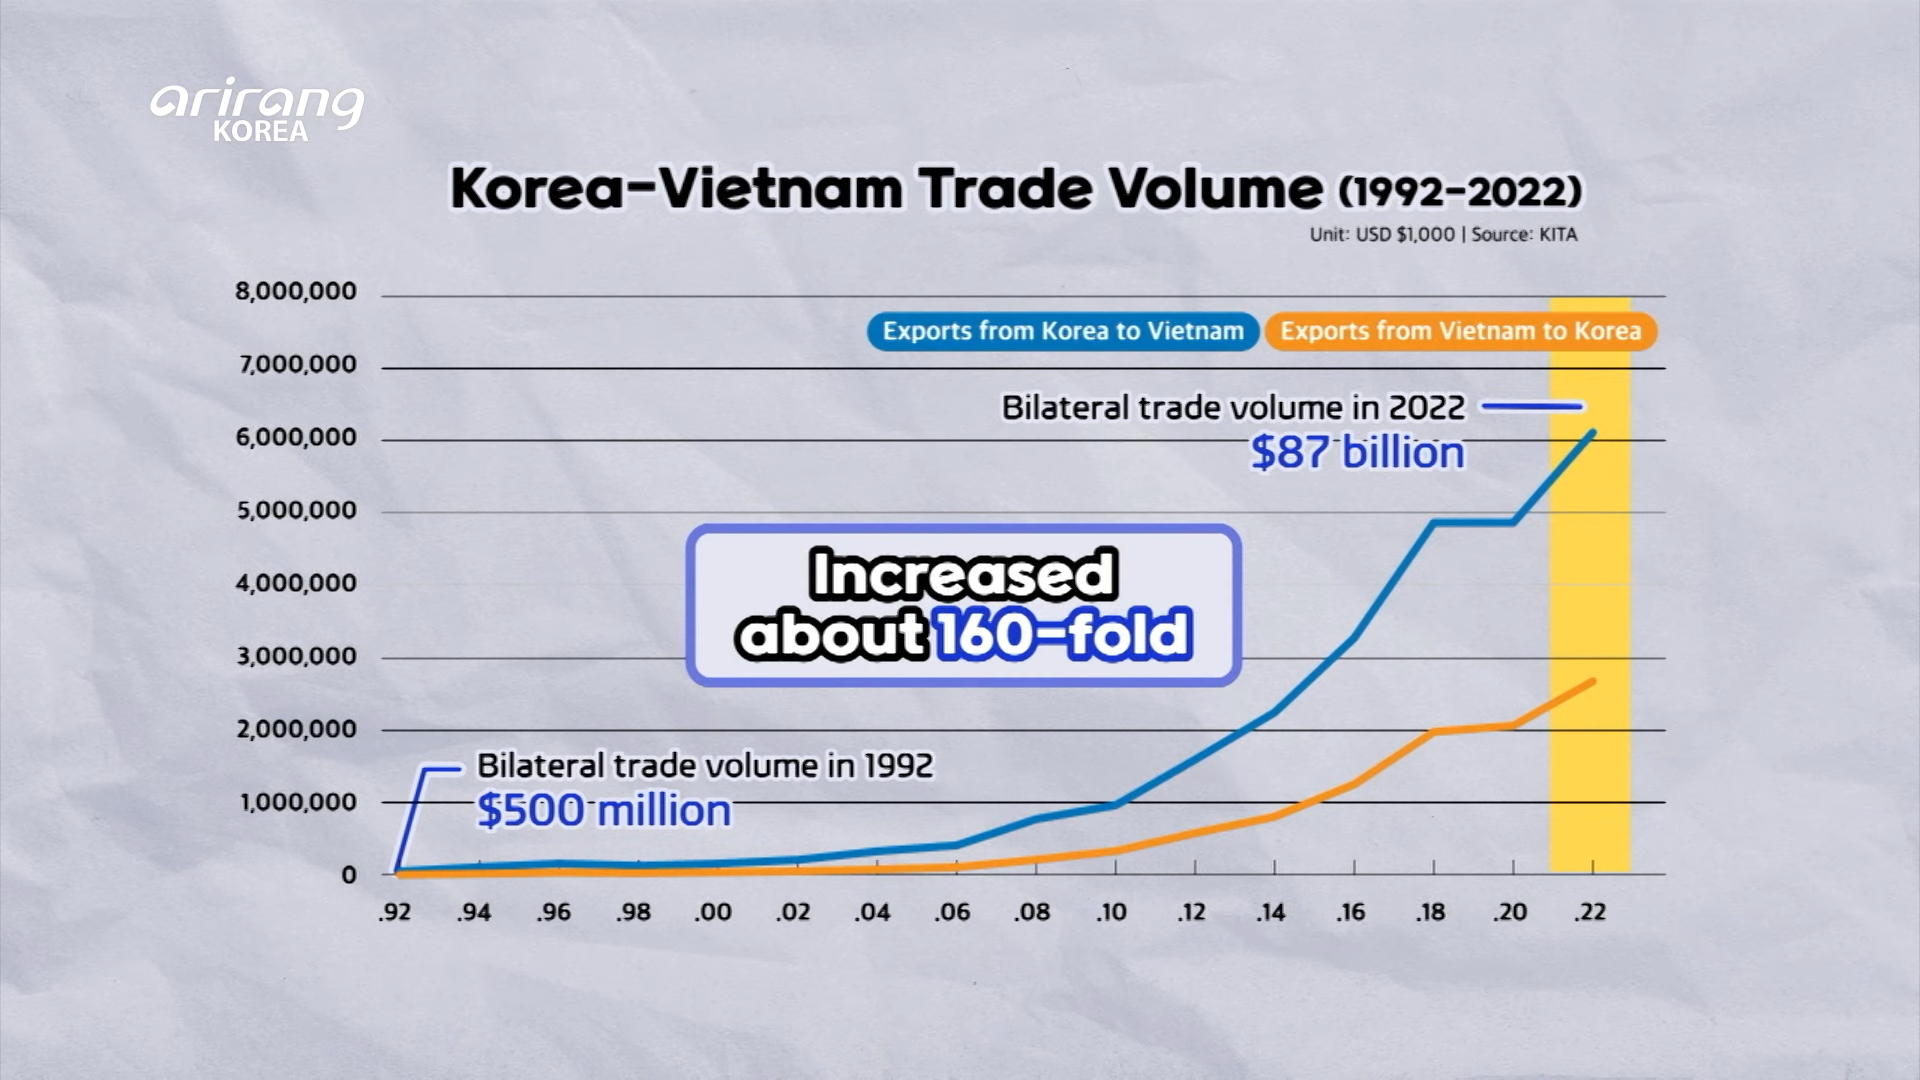 arirang
KOREA
Korea-Vietnam Trade Volume (1992-2022)
Unit: USD $1,000 | Source: KITA
8,000,000
Exports from Korea to Vietnam
Exports from Vietnam to Korea
7,000,000
Bilateral trade volume in 2022
6,000,000
$87 billion
5,000,000
Increased
4,000,000
about 160-fold
3,000,000
2,000,000
Bilateral trade volume in 1992
1,000,000
$500 million
0
.92 .94 .96 .98 .00 .02 .04 .06 .08 .10 .12 .14 .16 .18 .20 .22